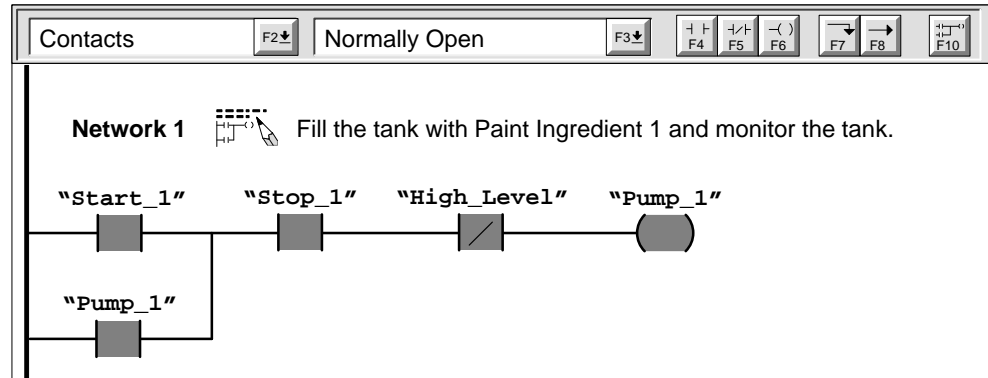 Contacts F2 Normally Open F3 F4 F5 F6 F7 F8 F10
Network 1 Fill the tank with Paint Ingredient 1 and monitor the tank.
“Start_1” “Stop_1” “High_Level” “Pump_1”
“Pump_1”